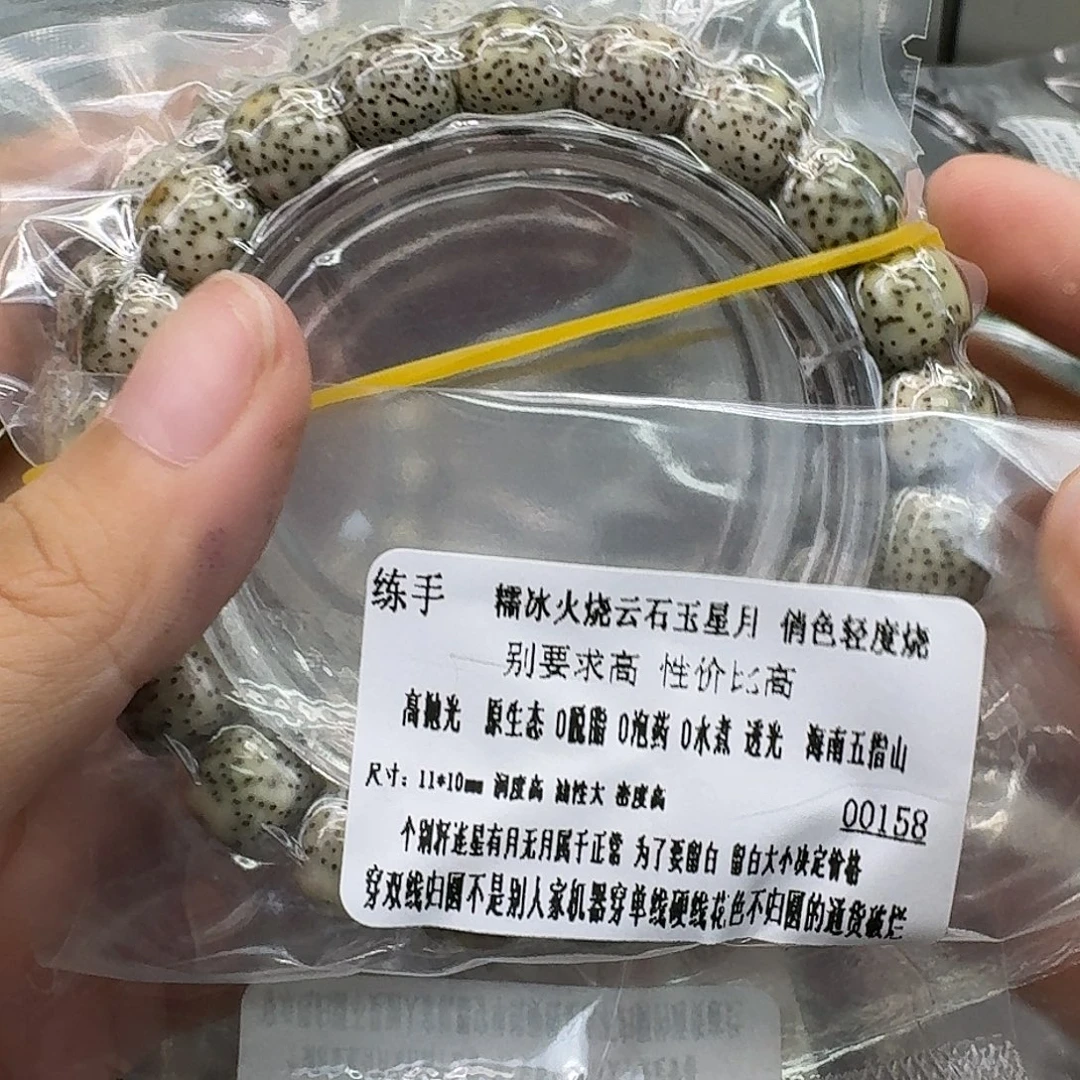 练手 糯冰火烧云石玉星月 俏色轻度烧
别要求高 性价比高
高抛光 原生态 0脱脂 0泡药 0水煮 透光 海南五指山
尺寸：11*10mm 润度高 油性大 密度高
00158
个别籽连星有月无月属于正常 为了要留白 留白大小决定价格
穿双线归圆不是别人家机器穿单线硬线花色不归圆的通货破烂